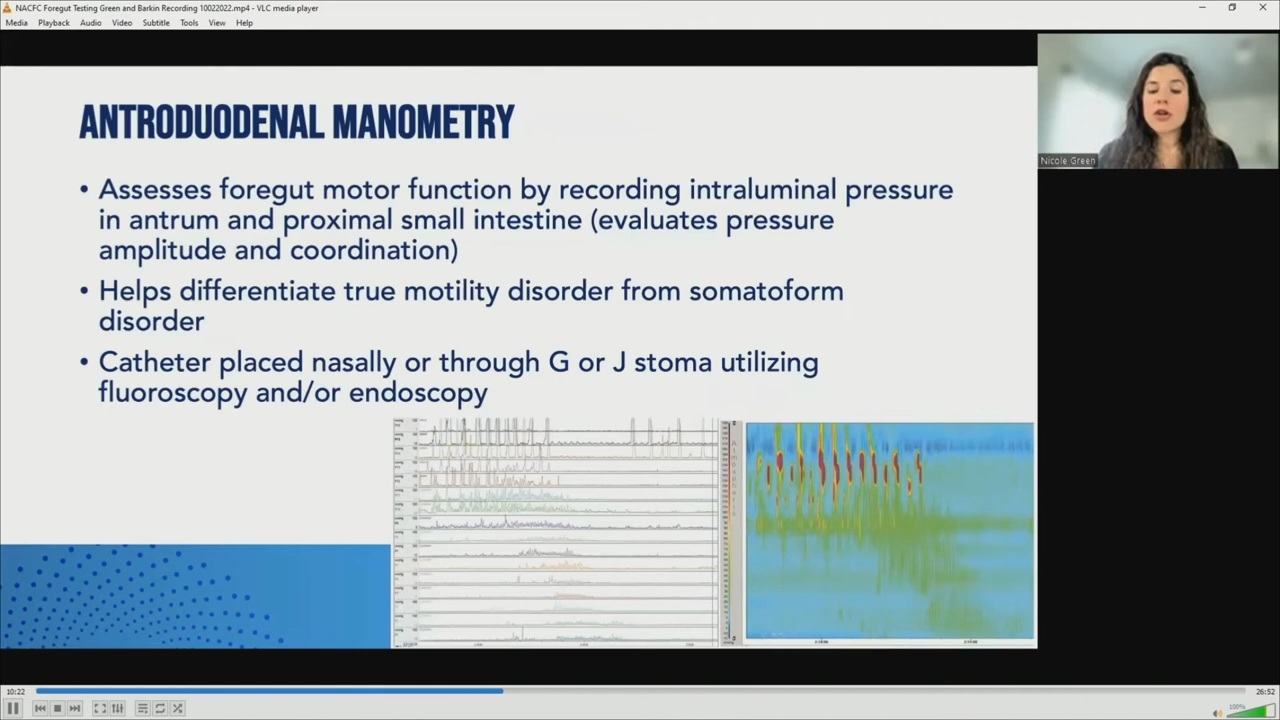 NACFC Foregut Testing Green and Barkin Recording 10022022.mp4 - VLC media player
Media Playback Audio Video Subtitle Tools View Help
ANTRODUODENAL MANOMETRY
• Assesses foregut motor function by recording intraluminal pressure
in antrum and proximal small intestine (evaluates pressure
amplitude and coordination)
• Helps differentiate true motility disorder from somatoform
disorder
• Catheter placed nasally or through G or J stoma utilizing
fluoroscopy and/or endoscopy
Nicole Green
10:22
26:52
100%